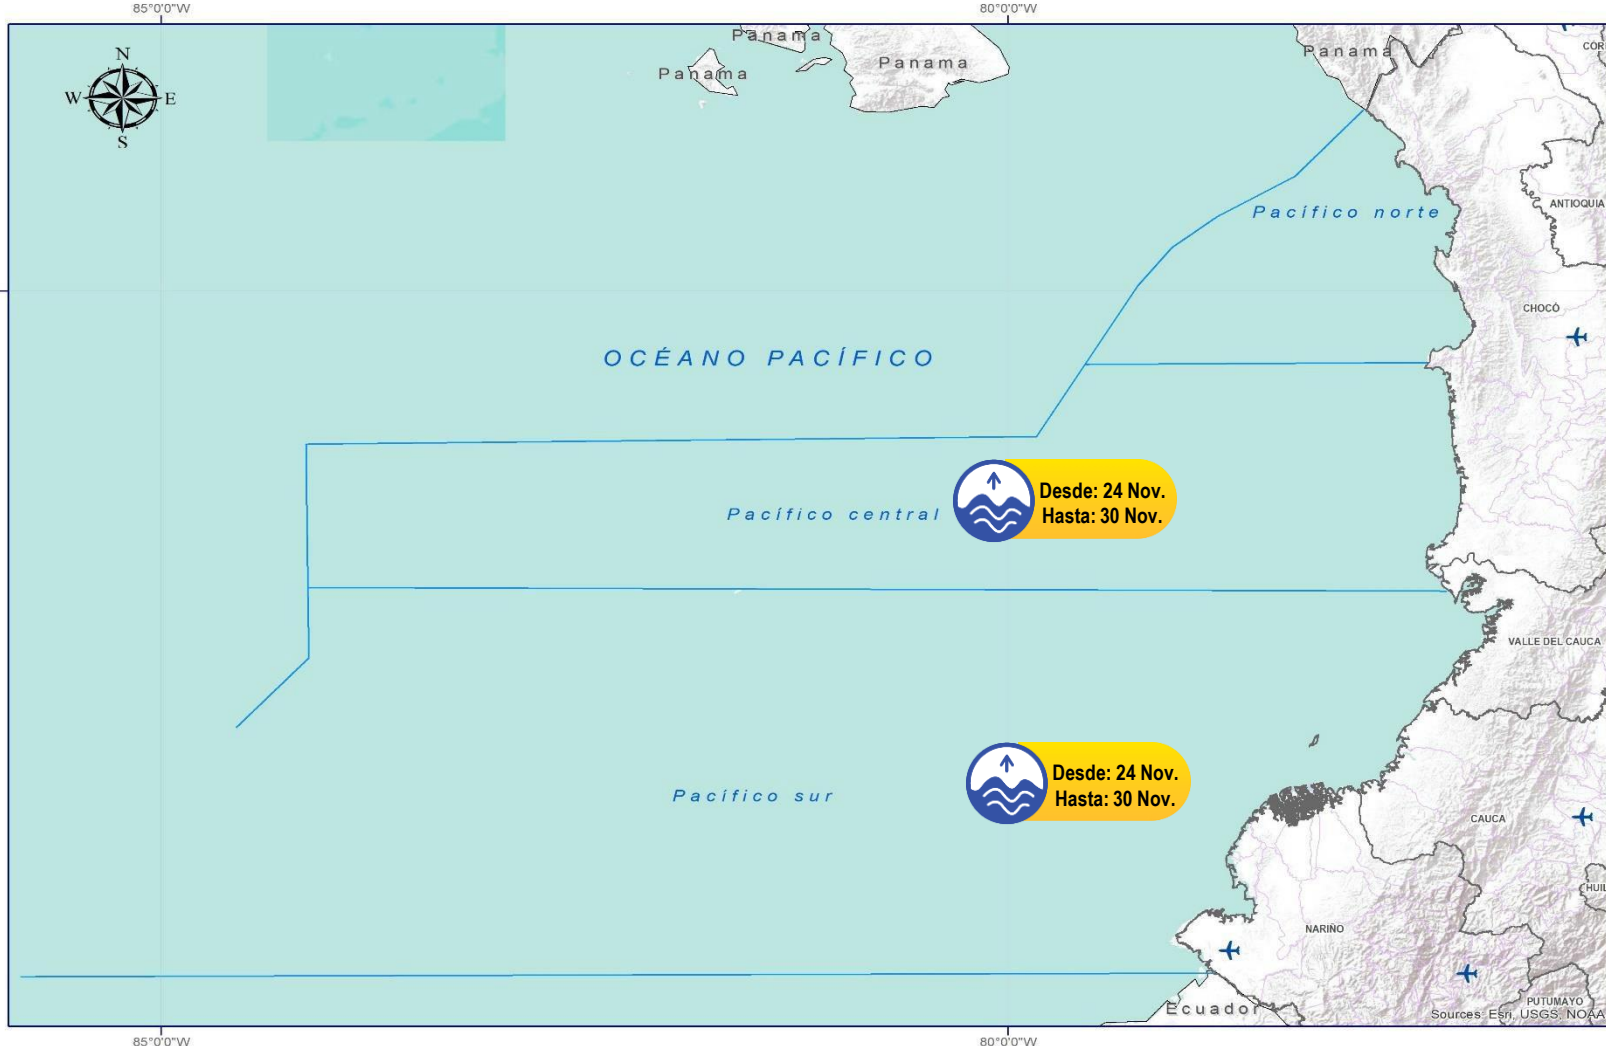 85°0'0"W
80°0'0"W
N
W
E
S
Panama
Panama
Panama
Panama
COR
ANTIOQUIA
Pacífico norte
CHOCÓ
OCÉANO PACÍFICO
Desde: 24 Nov.
Hasta: 30 Nov.
Pacífico central
VALLE DEL CAUCA
Desde: 24 Nov.
Hasta: 30 Nov.
Pacífico sur
CAUCA
HUIL
NARIÑO
PUTUMAYO
Ecuador
Sources: Esri, USGS, NOAA
85°0'0"W
80°0'0"W